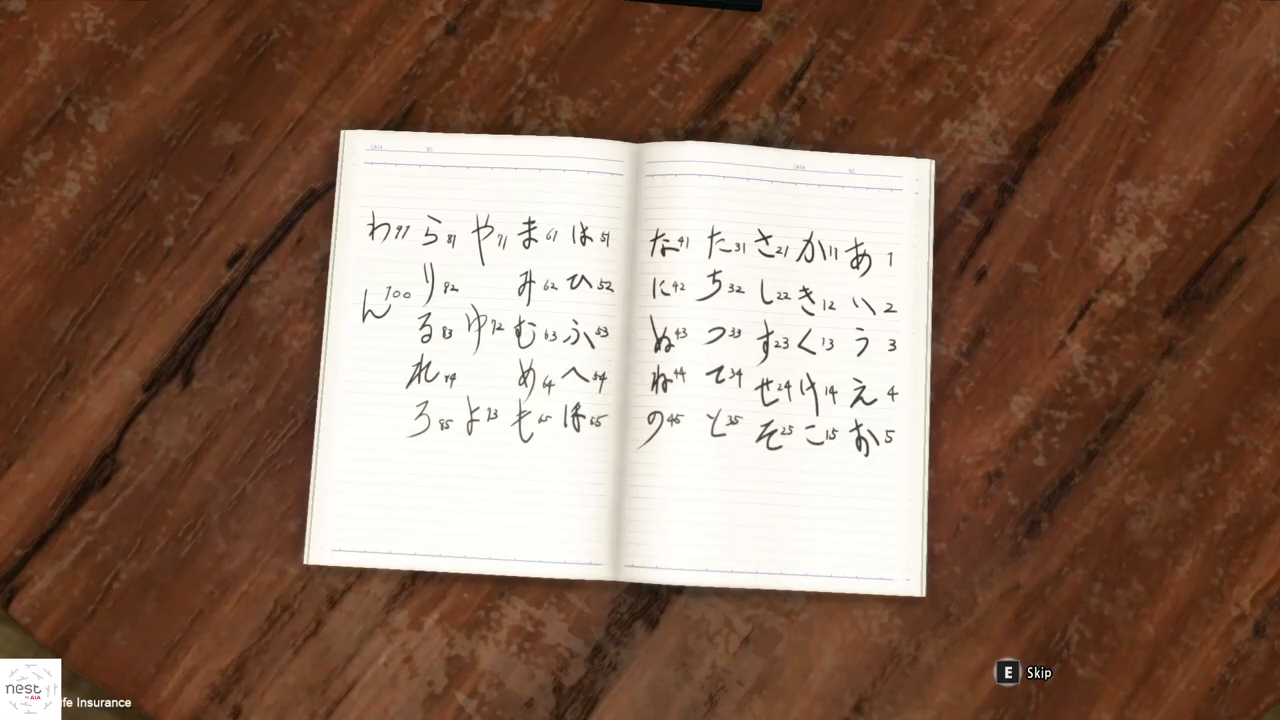 あ1 い2 う3 え4 お5
か11 き12 く13 け14 こ15
さ21 し22 す23 せ24 そ25
た31 ち32 つ33 て34 と35
な41 に42 ぬ43 ね44 の45
は51 ひ52 ふ53 へ54 ほ55
ま61 み62 む63 め64 も65
や71 ゆ72 よ73
ら81 り82 る83 れ84 ろ85
わ91 ん100
E Skip
nest
by AIA
Insurance